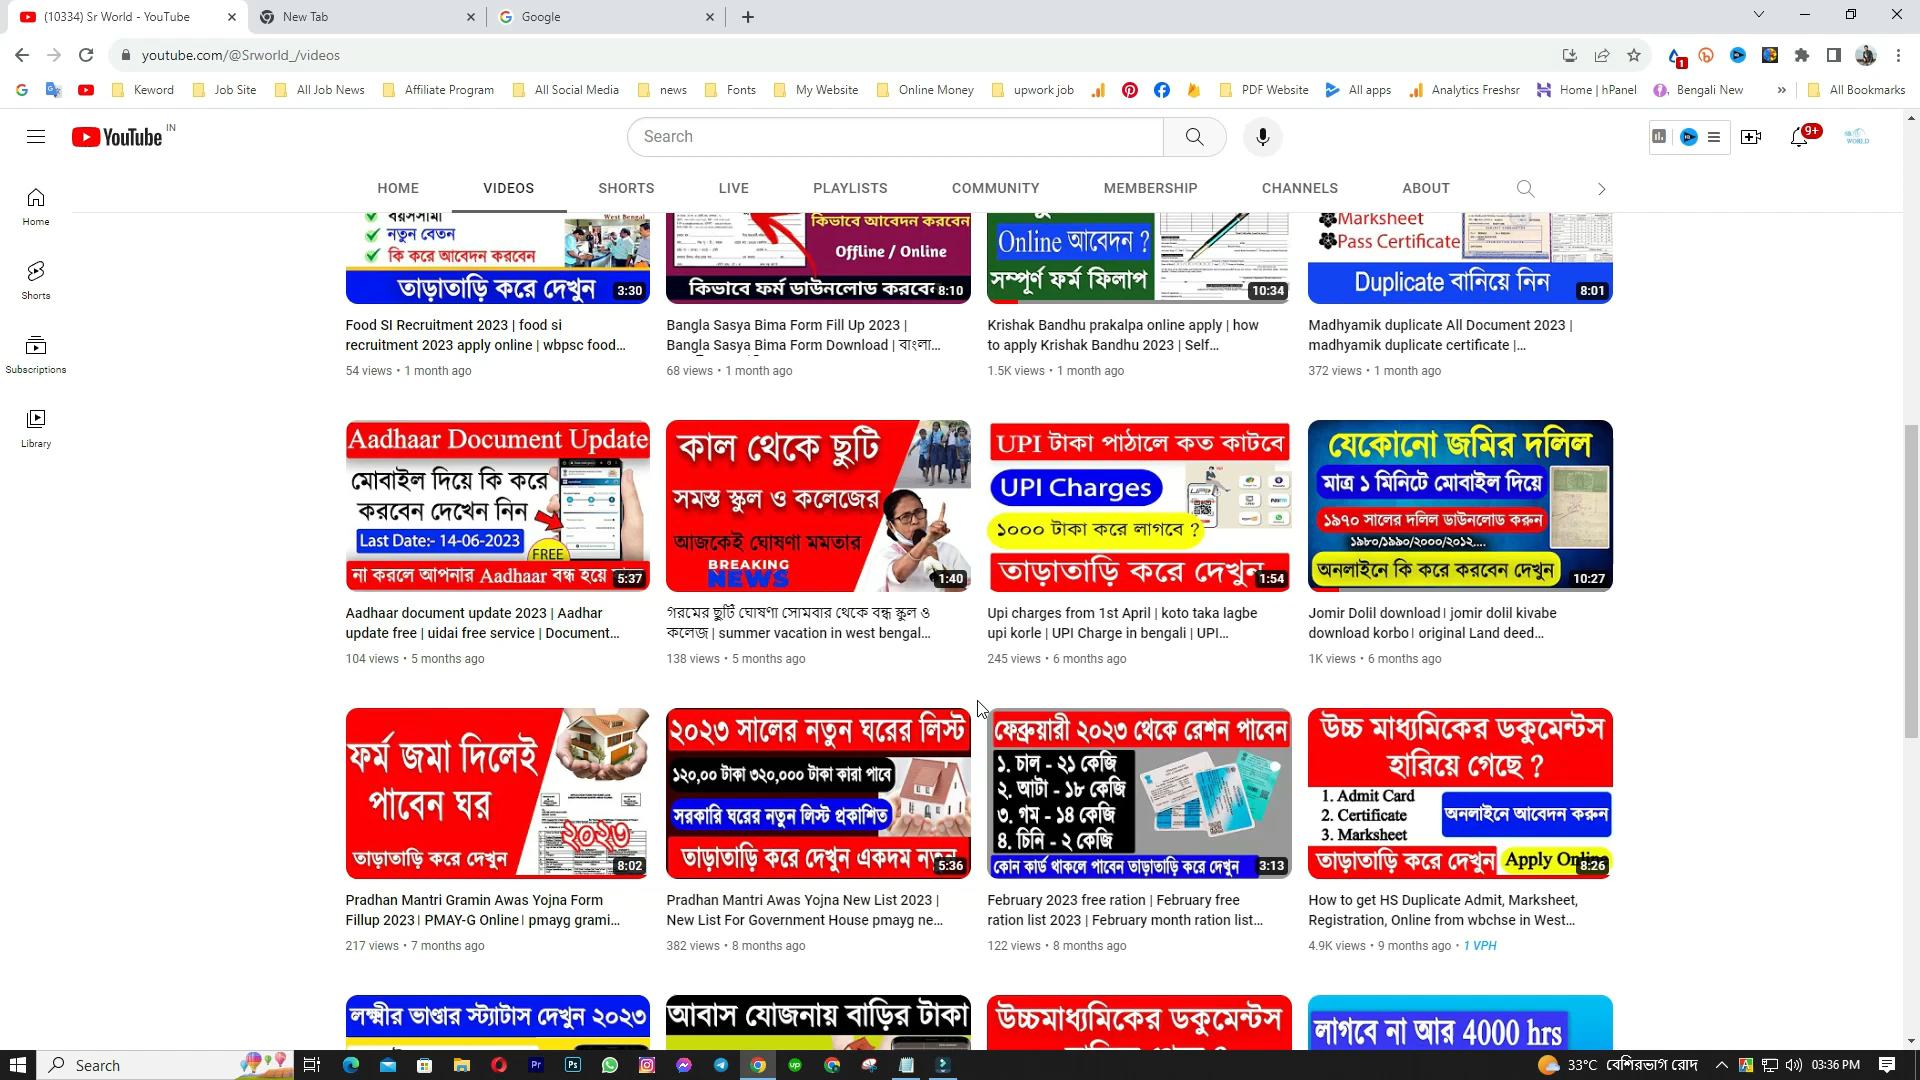 (10334) Sr World - YouTube
New Tab
Google
youtube.com/@Srworld_/videos
1
Keword
Job Site
All Job News
Affiliate Program
All Social Media
news
Fonts
My Website
Online Money
upwork job
PDF Website
All apps
Analytics Freshsr
Home | hPanel
Bengali New
»
All Bookmarks
YouTube IN
Search
9+
HOME
VIDEOS
SHORTS
LIVE
PLAYLISTS
COMMUNITY
MEMBERSHIP
CHANNELS
ABOUT
Home
Shorts
Subscriptions
Library
বয়সসীমা
West Bengal
নতুন বেতন
কি করে আবেদন করবেন
তাড়াতাড়ি করে দেখুন
3:30
কিভাবে আবেদন করবেন
Offline / Online
কিভাবে ফর্ম ডাউনলোড করবেন
8:10
Online আবেদন ?
সম্পূর্ণ ফর্ম ফিলাপ
10:34
Marksheet
Pass Certificate
Duplicate বানিয়ে নিন
8:01
Food SI Recruitment 2023 | food si
recruitment 2023 apply online | wbpsc food...
54 views • 1 month ago
Bangla Sasya Bima Form Fill Up 2023 |
Bangla Sasya Bima Form Download | বাংলা...
68 views • 1 month ago
Krishak Bandhu prakalpa online apply | how
to apply Krishak Bandhu 2023 | Self...
1.5K views • 1 month ago
Madhyamik duplicate All Document 2023 |
madhyamik duplicate certificate |...
372 views • 1 month ago
Aadhaar Document Update
মোবাইল দিয়ে কি করে
করবেন দেখেন নিন
Last Date:- 14-06-2023
FREE
না করলে আপনার Aadhaar বন্ধ হয়ে
5:37
কাল থেকে ছুটি
সমস্ত স্কুল ও কলেজের
আজকেই ঘোষণা মমতার
BREAKING
NEWS
1:40
UPI টাকা পাঠালে কত কাটবে
UPI Charges
১০০০ টাকা করে লাগবে ?
তাড়াতাড়ি করে দেখুন
1:54
যেকোনো জমির দলিল
মাত্র ১ মিনিটে মোবাইল দিয়ে
১৯৭০ সালের দলিল ডাউনলোড করুন
১৯৮০/১৯৯০/২০০০/২০১২....
অনলাইনে কি করে করবেন দেখুন
10:27
Aadhaar document update 2023 | Aadhar
update free | uidai free service | Document...
104 views • 5 months ago
গরমের ছুটি ঘোষণা সোমবার থেকে বন্ধ স্কুল ও
কলেজ | summer vacation in west bengal...
138 views • 5 months ago
Upi charges from 1st April | koto taka lagbe
upi korle | UPI Charge in bengali | UPI...
245 views • 6 months ago
Jomir Dolil download। jomir dolil kivabe
download korbo। original Land deed...
1K views • 6 months ago
ফর্ম জমা দিলেই
পাবেন ঘর
২০২৩
তাড়াতাড়ি করে দেখুন
8:02
২০২৩ সালের নতুন ঘরের লিস্ট
১২০,০০ টাকা ৩২০,০০০ টাকা কারা পাবে
সরকারি ঘরের নতুন লিস্ট প্রকাশিত
তাড়াতাড়ি করে দেখুন একদম নতুন
5:36
ফেব্রুয়ারী ২০২৩ থেকে রেশন পাবেন
১. চাল - ২১ কেজি
২. আটা - ১৮ কেজি
৩. গম - ১৪ কেজি
৪. চিনি - ২ কেজি
কোন কার্ড থাকলে পাবেন তাড়াতাড়ি করে দেখুন
3:13
উচ্চ মাধ্যমিকের ডকুমেন্টস
হারিয়ে গেছে ?
1. Admit Card
2. Certificate
3. Marksheet
অনলাইনে আবেদন করুন
তাড়াতাড়ি করে দেখুন
Apply Online
8:26
Pradhan Mantri Gramin Awas Yojna Form
Fillup 2023। PMAY-G Online। pmayg grami...
217 views • 7 months ago
Pradhan Mantri Awas Yojna New List 2023 |
New List For Government House pmayg ne...
382 views • 8 months ago
February 2023 free ration | February free
ration list 2023 | February month ration list...
122 views • 8 months ago
How to get HS Duplicate Admit, Marksheet,
Registration, Online from wbchse in West...
4.9K views • 9 months ago • 1 VPH
লক্ষ্মীর ভাণ্ডার স্ট্যাটাস দেখুন ২০২৩
আবাস যোজনায় বাড়ির টাকা
উচ্চমাধ্যমিকের ডকুমেন্টস
লাগবে না আর 4000 hrs
Search
33°C বেশিরভাগ রোদ
03:36 PM